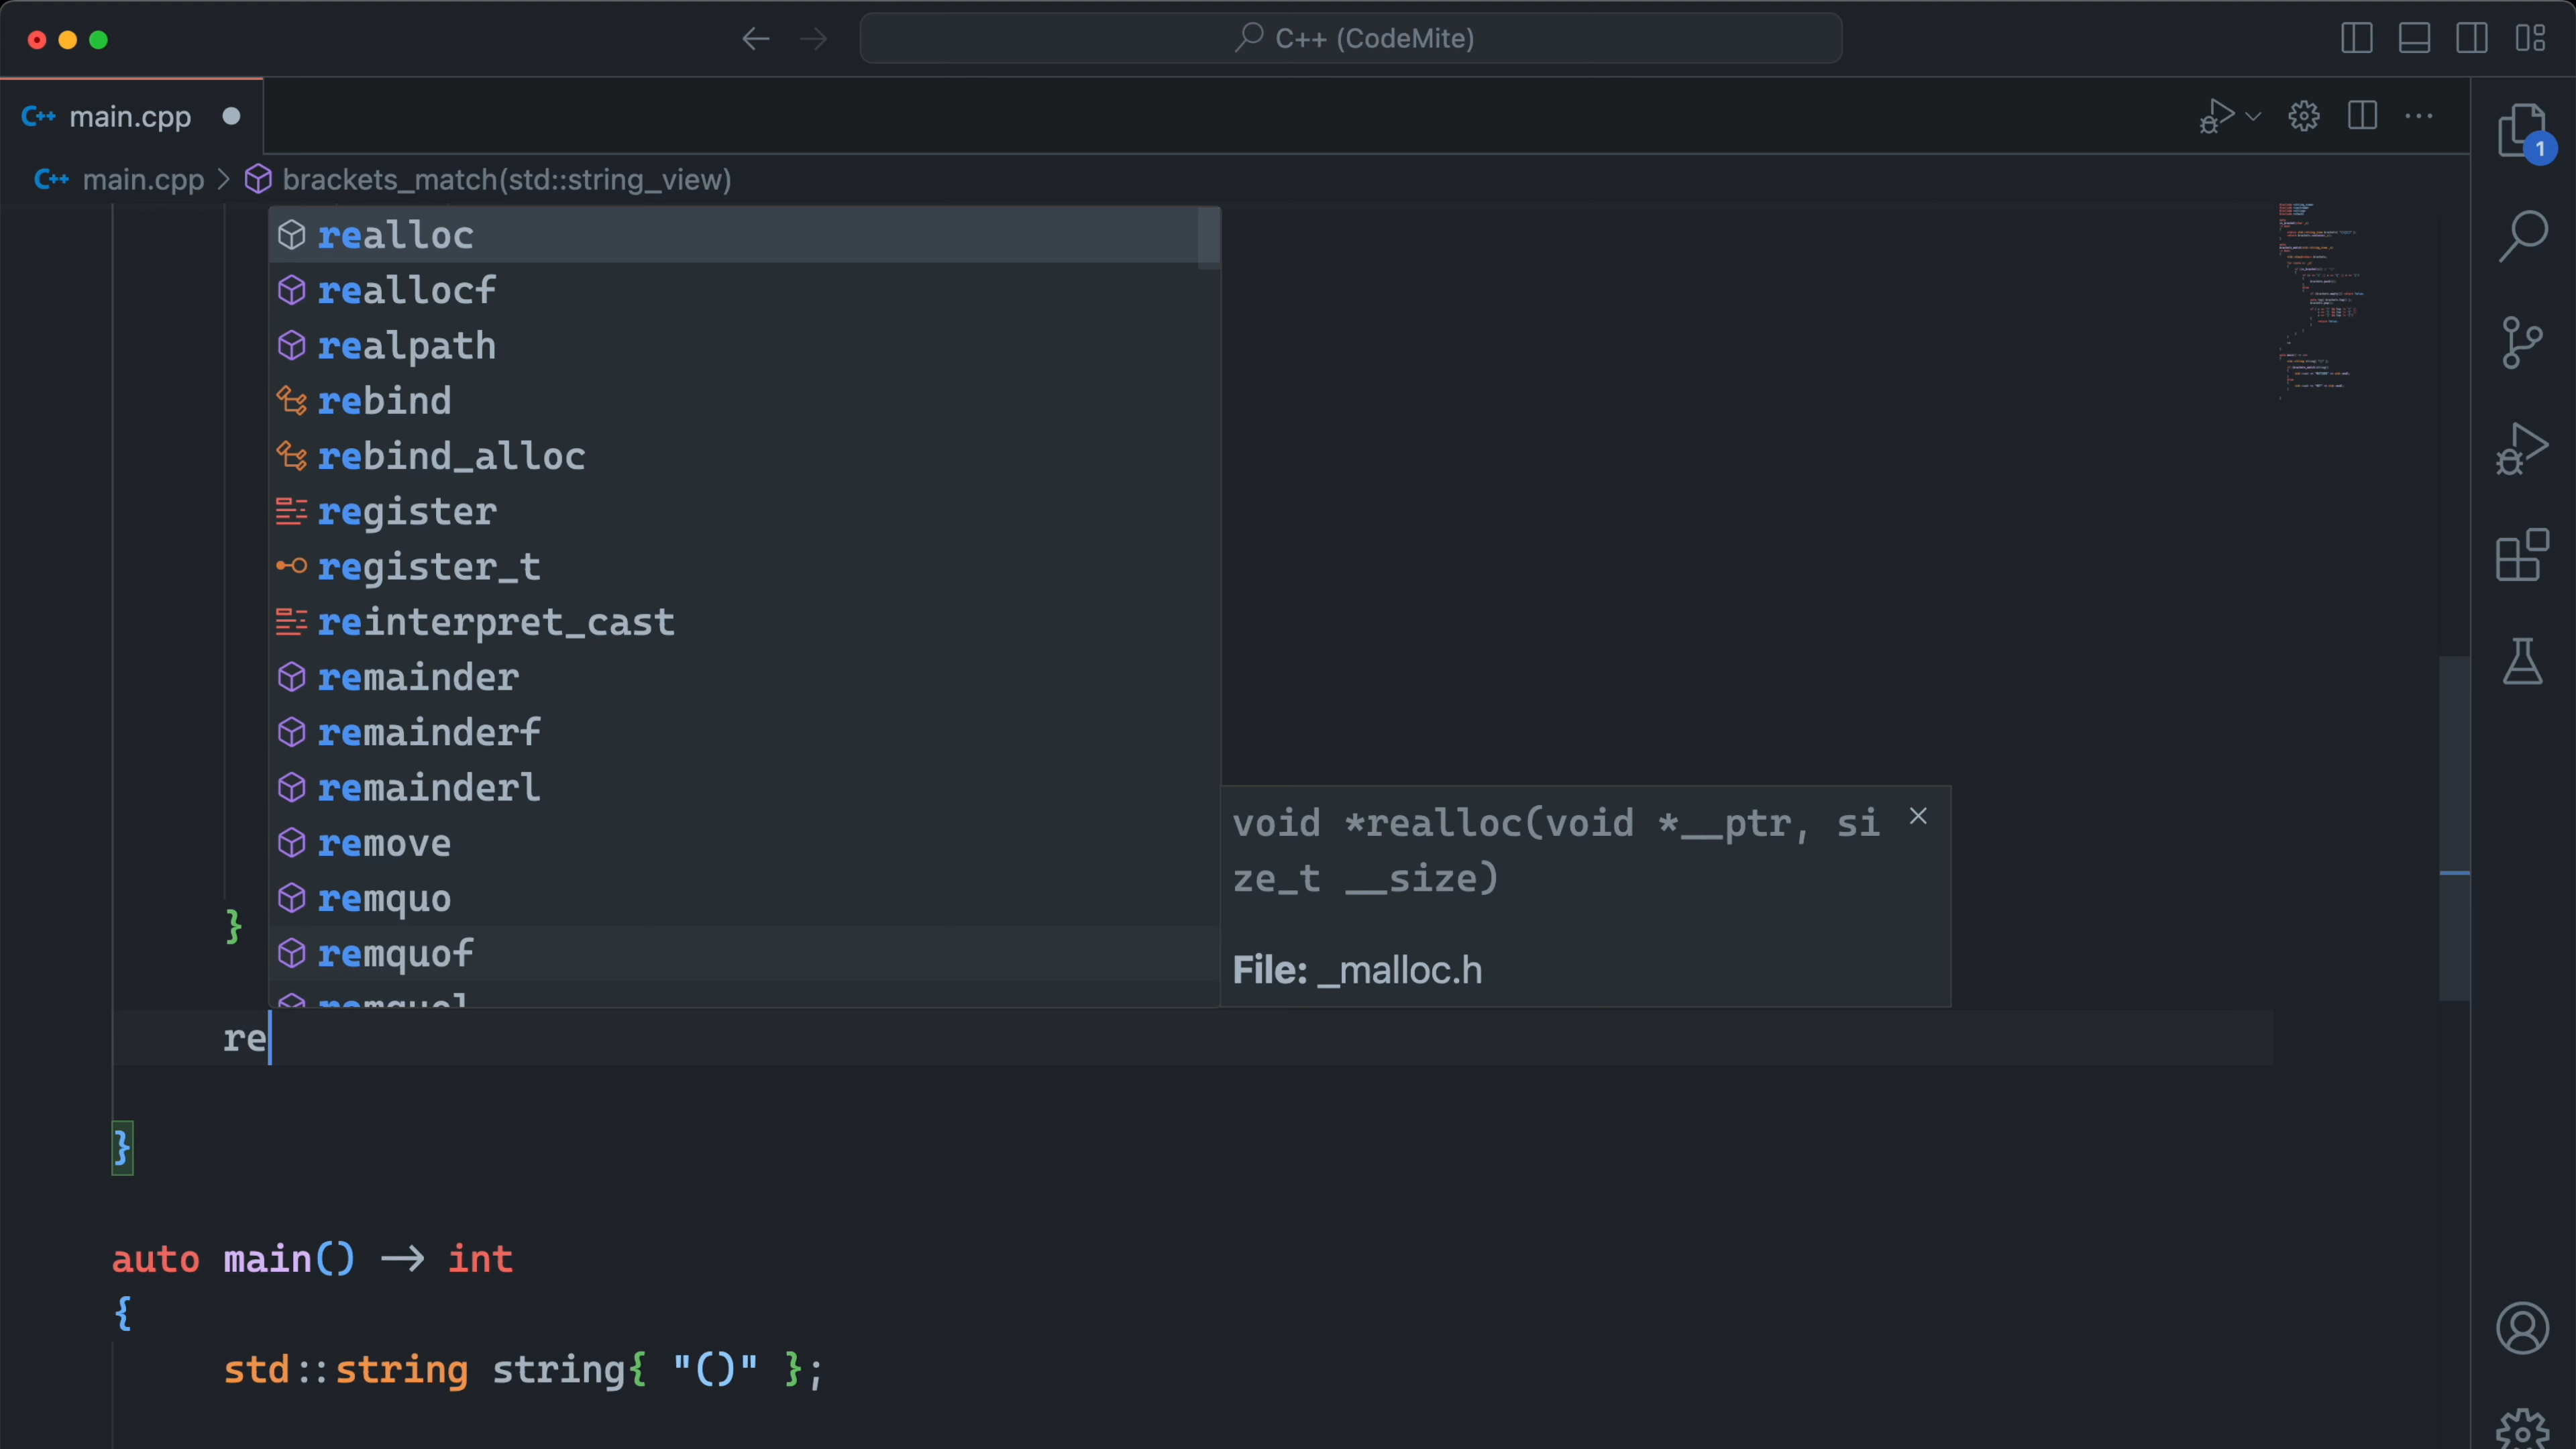 C++ (CodeMite)
C++ main.cpp
1
C++ main.cpp > brackets_match(std::string_view)
realloc
reallocf
realpath
rebind
rebind_alloc
register
register_t
reinterpret_cast
remainder
remainderf
remainderl
remove
remquo
remquof
remquol
void *realloc(void *__ptr, si
ze_t __size)
File: _malloc.h
}
re
}
auto main() -> int
{
std::string string{ "()" };